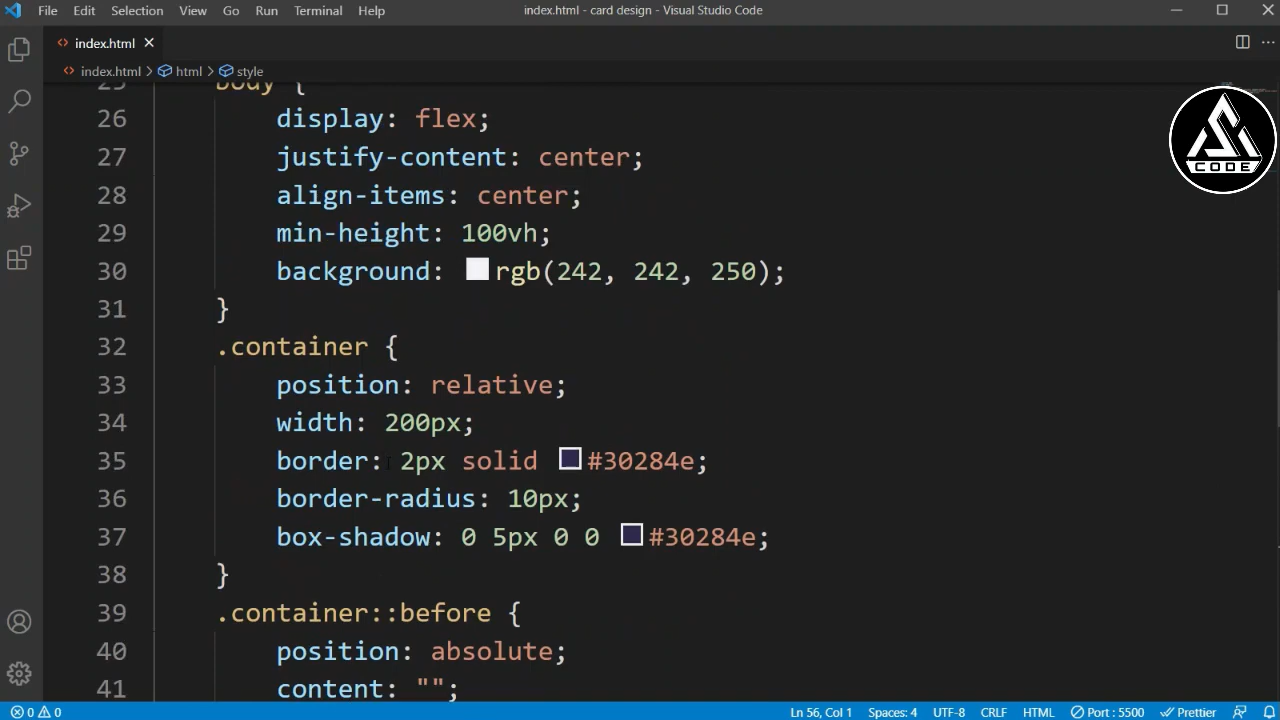 File Edit Selection View Go Run Terminal Help index.html - card design - Visual Studio Code
index.html
index.html > html > style
25 body {
26 display: flex;
27 justify-content: center;
28 align-items: center;
29 min-height: 100vh;
30 background: rgb(242, 242, 250);
31 }
32 .container {
33 position: relative;
34 width: 200px;
35 border: 2px solid #30284e;
36 border-radius: 10px;
37 box-shadow: 0 5px 0 0 #30284e;
38 }
39 .container::before {
40 position: absolute;
41 content: "";
CODE
0 0 Ln 56, Col 1 Spaces: 4 UTF-8 CRLF HTML Port : 5500 Prettier